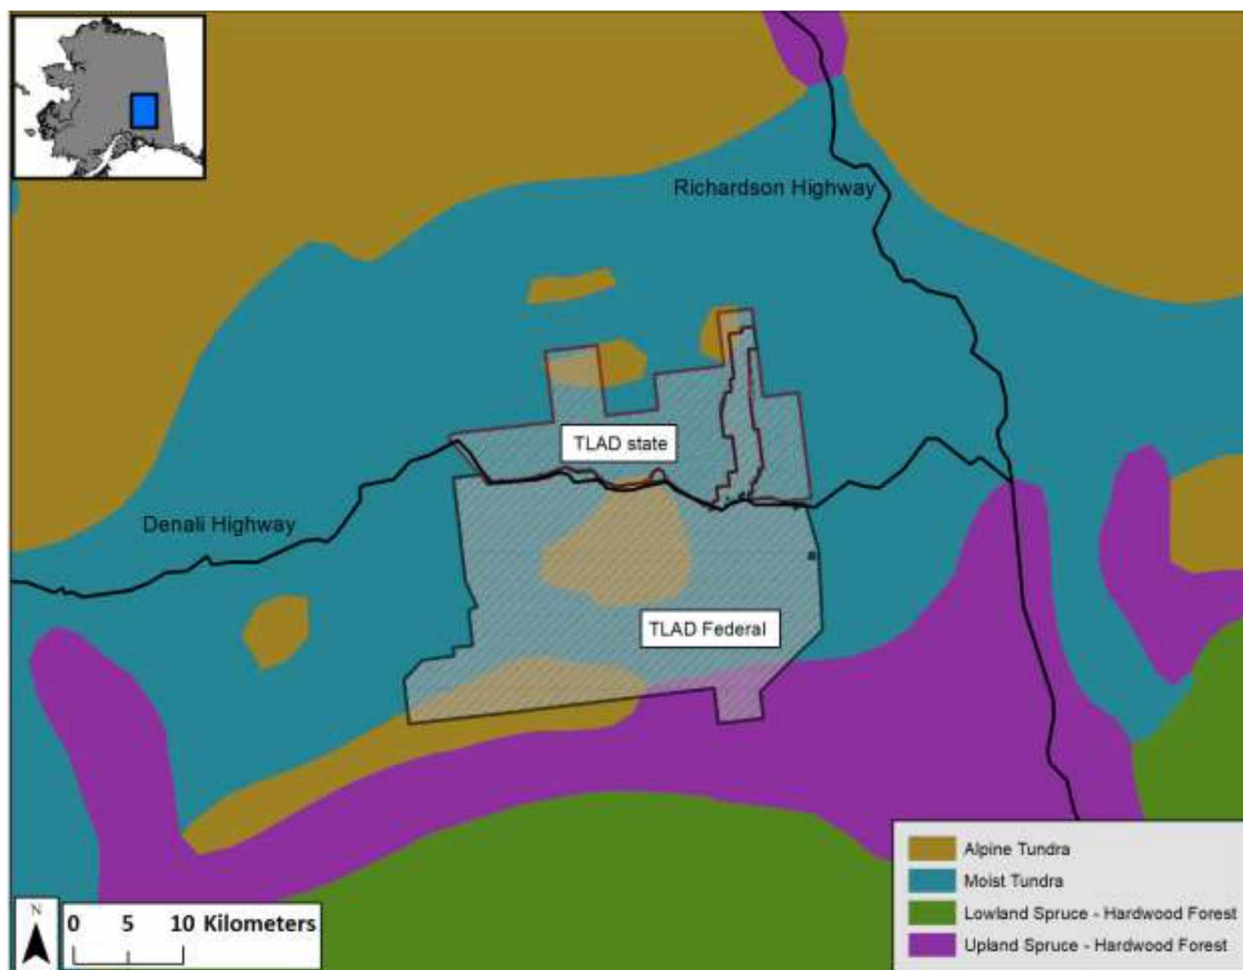 Richardson Highway
TLAD state
Denali Highway
TLAD Federal
Alpine Tundra
Moist Tundra
Lowland Spruce - Hardwood Forest
Upland Spruce - Hardwood Forest
N
0 5 10 Kilometers